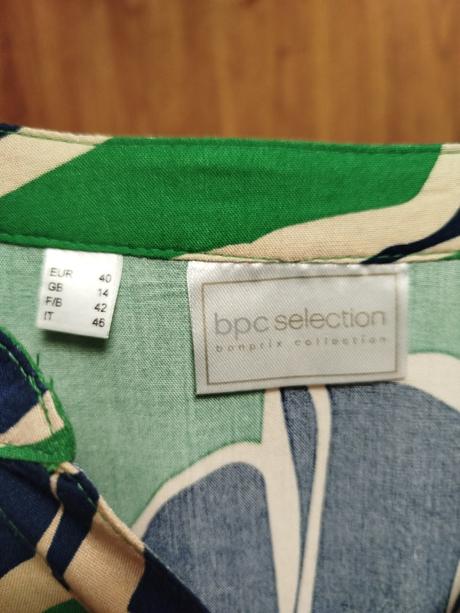 EUR 40
GB 14
F/B 42
IT 46
bpc selection
bonprix collection